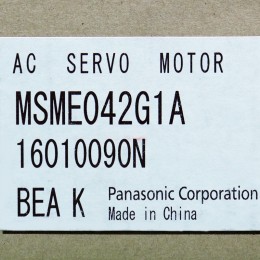 AC SERVO MOTOR
MSME042G1A
16010090N
BEA K Panasonic Corporation
Made in China